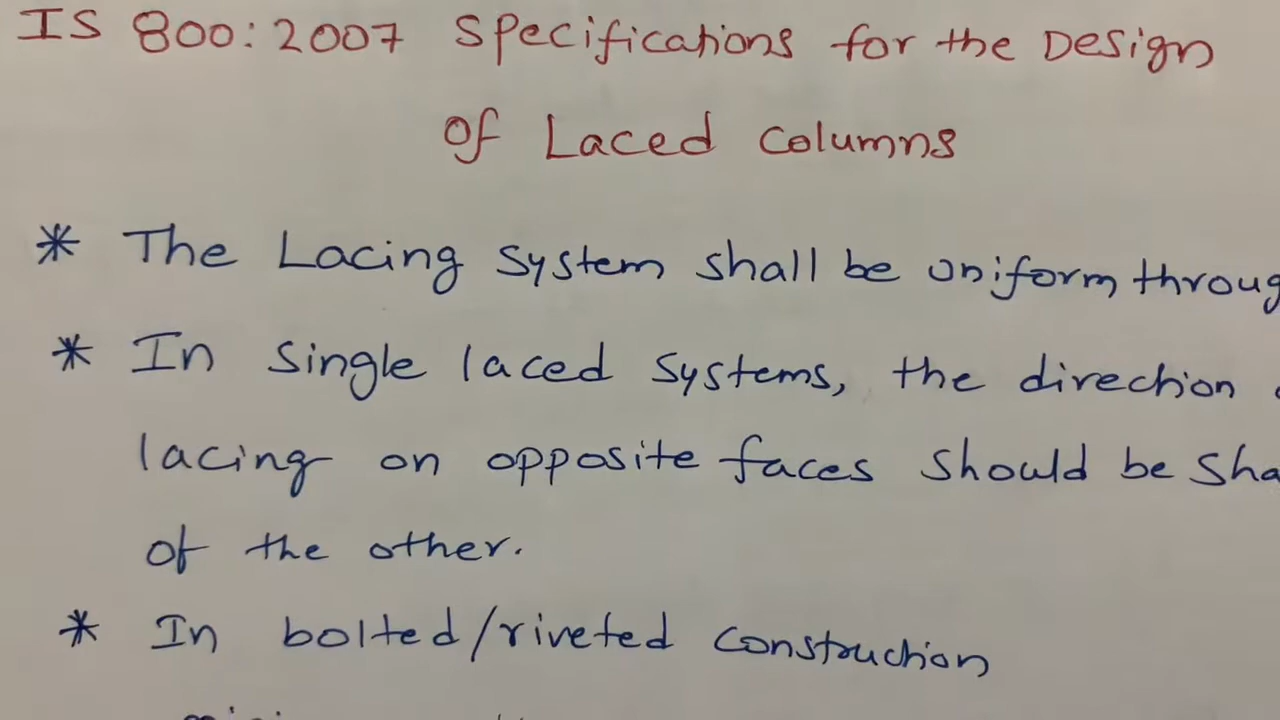 IS 800:2007 Specifications for the Design
of Laced Columns
* The Lacing System shall be uniform throug
* In Single laced Systems, the direction
lacing on opposite faces should be Sha
of the other.
* In bolted/riveted Construction